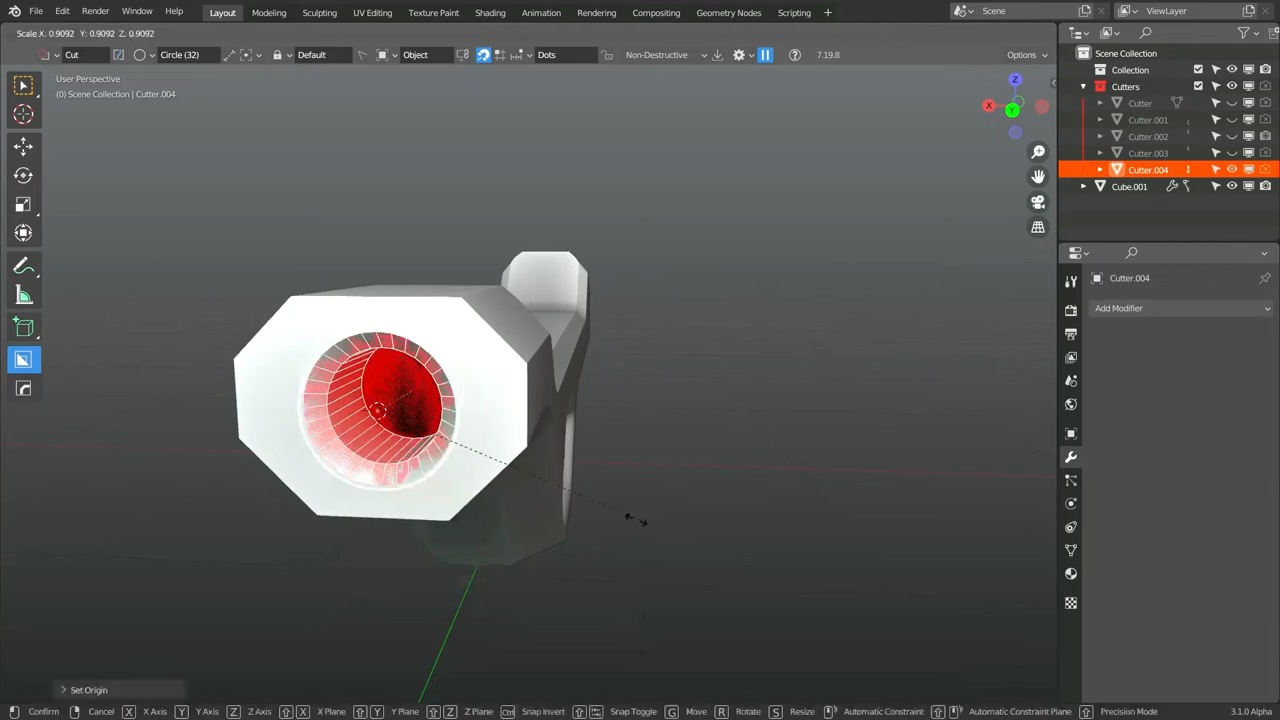 File Edit Render Window Help Layout Modeling Sculpting UV Editing Texture Paint Shading Animation Rendering Compositing Geometry Nodes Scripting + Scene ViewLayer
Scale X: 0.9092 Y: 0.9092 Z: 0.9092
Cut Circle (32) Default Object Dots Non-Destructive 7.19.8 Options
User Perspective
(0) Scene Collection | Cutter.004
Z
X
Y
Scene Collection
Collection
Cutters
Cutter
Cutter.001
Cutter.002
Cutter.003
Cutter.004
Cube.001
Cutter.004
Add Modifier
Set Origin
Confirm Cancel X X Axis Y Y Axis Z Z Axis X X Plane Y Y Plane Z Z Plane Ctrl Snap Invert Snap Toggle G Move R Rotate S Resize Automatic Constraint Automatic Constraint Plane Precision Mode 3.1.0 Alpha